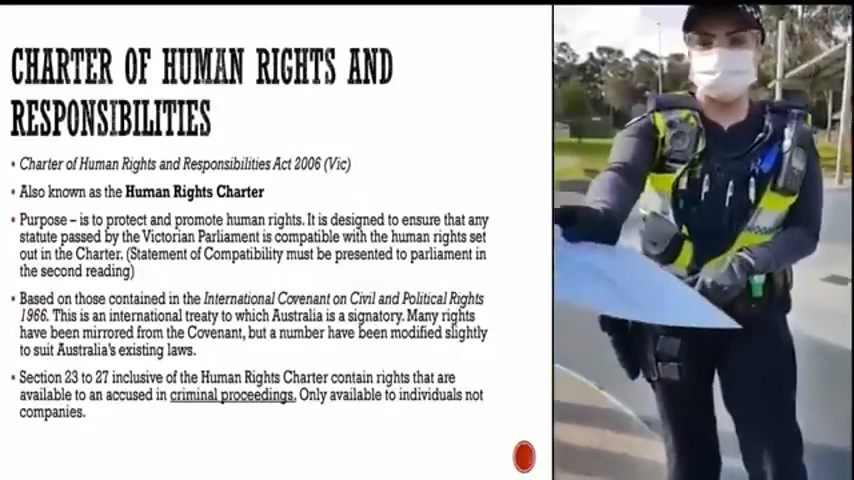 CHARTER OF HUMAN RIGHTS AND
RESPONSIBILITIES
▪ Charter of Human Rights and Responsibilities Act 2006 (Vic)
▪ Also known as the Human Rights Charter
▪ Purpose – is to protect and promote human rights. It is designed to ensure that any
statute passed by the Victorian Parliament is compatible with the human rights set
out in the Charter. (Statement of Compatibility must be presented to parliament in
the second reading)
▪ Based on those contained in the International Covenant on Civil and Political Rights
1966. This is an international treaty to which Australia is a signatory. Many rights
have been mirrored from the Covenant, but a number have been modified slightly
to suit Australia's existing laws.
▪ Section 23 to 27 inclusive of the Human Rights Charter contain rights that are
available to an accused in criminal proceedings. Only available to individuals not
companies.